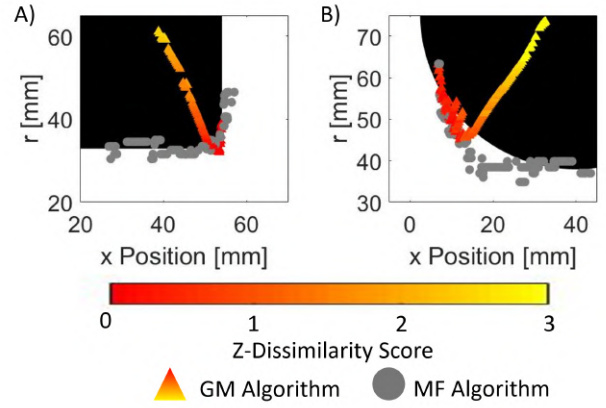 A)
r [mm]
60
40
20
20 40 60
x Position [mm]
B)
r [mm]
70
60
50
40
30
0 20 40
x Position [mm]
0 1 2 3
Z-Dissimilarity Score
GM Algorithm MF Algorithm